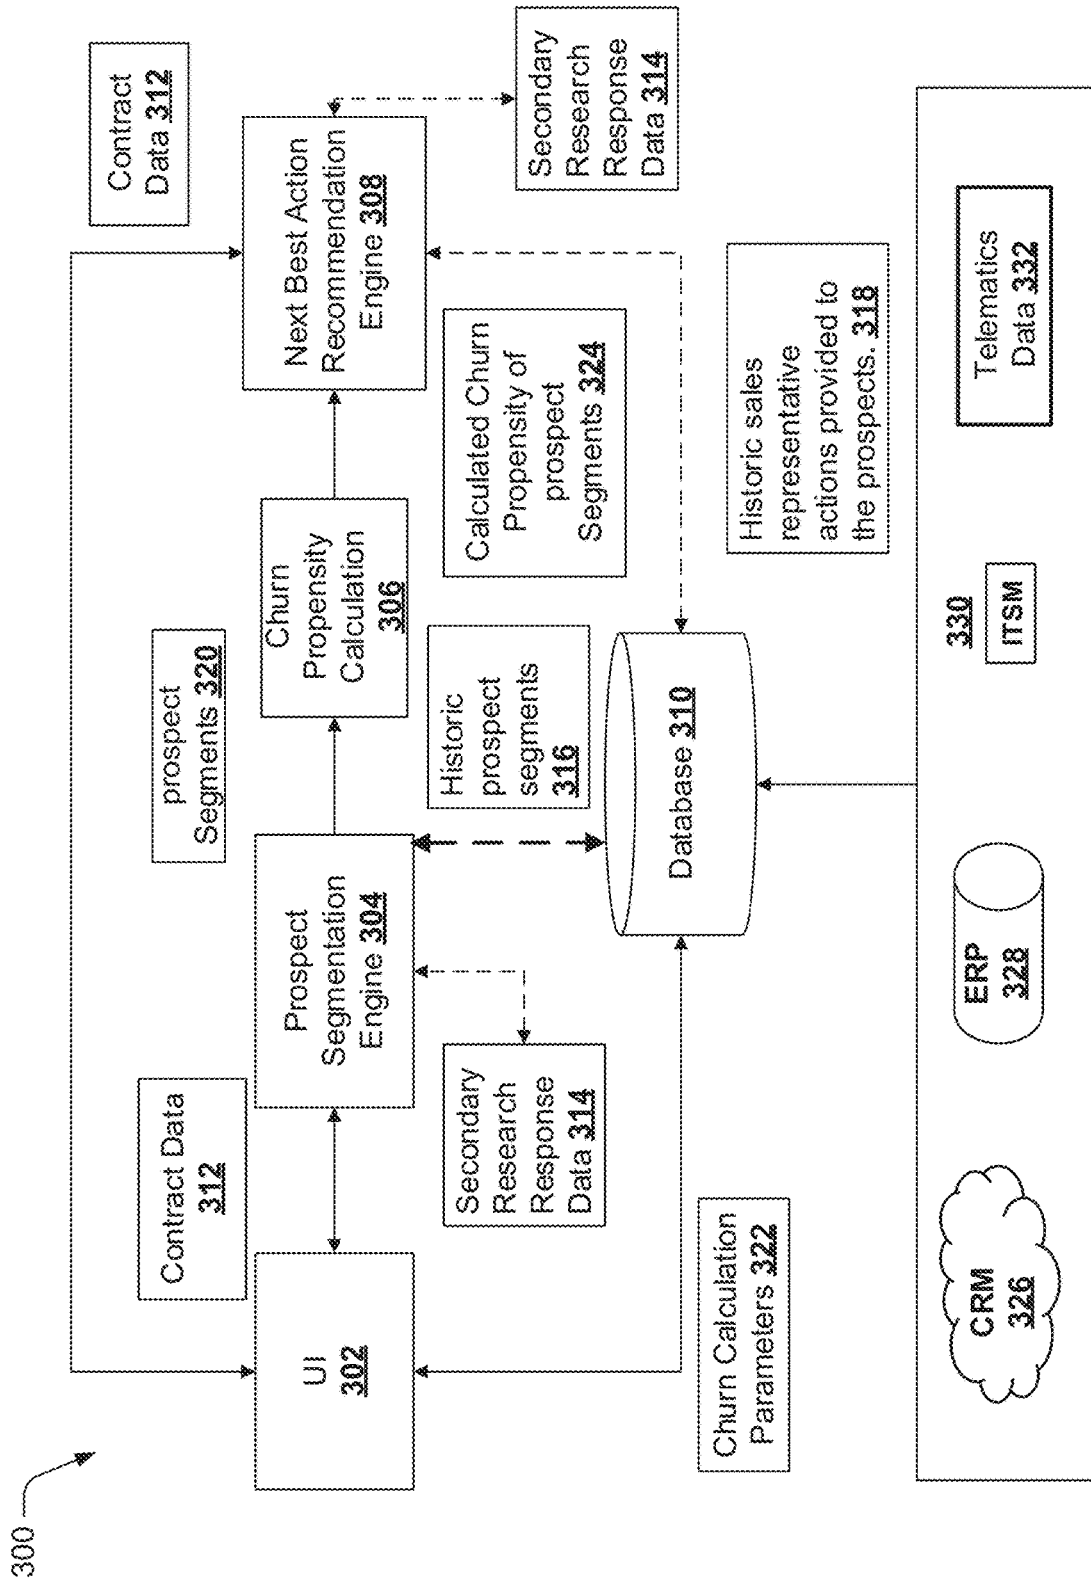 300
Contract Data
312
prospect
Segments 320
Contract
Data 312
UI
302
Prospect
Segmentation
Engine 304
Churn
Propensity
Calculation
306
Next Best Action
Recommendation
Engine 308
Secondary
Research
Response
Data 314
Historic
prospect
segments
316
Calculated Churn
Propensity of
prospect
Segments 324
Secondary
Research
Response
Data 314
Database 310
Churn Calculation
Parameters 322
Historic sales
representative
actions provided to
the prospects. 318
CRM
326
ERP
328
330
ITSM
Telematics
Data 332